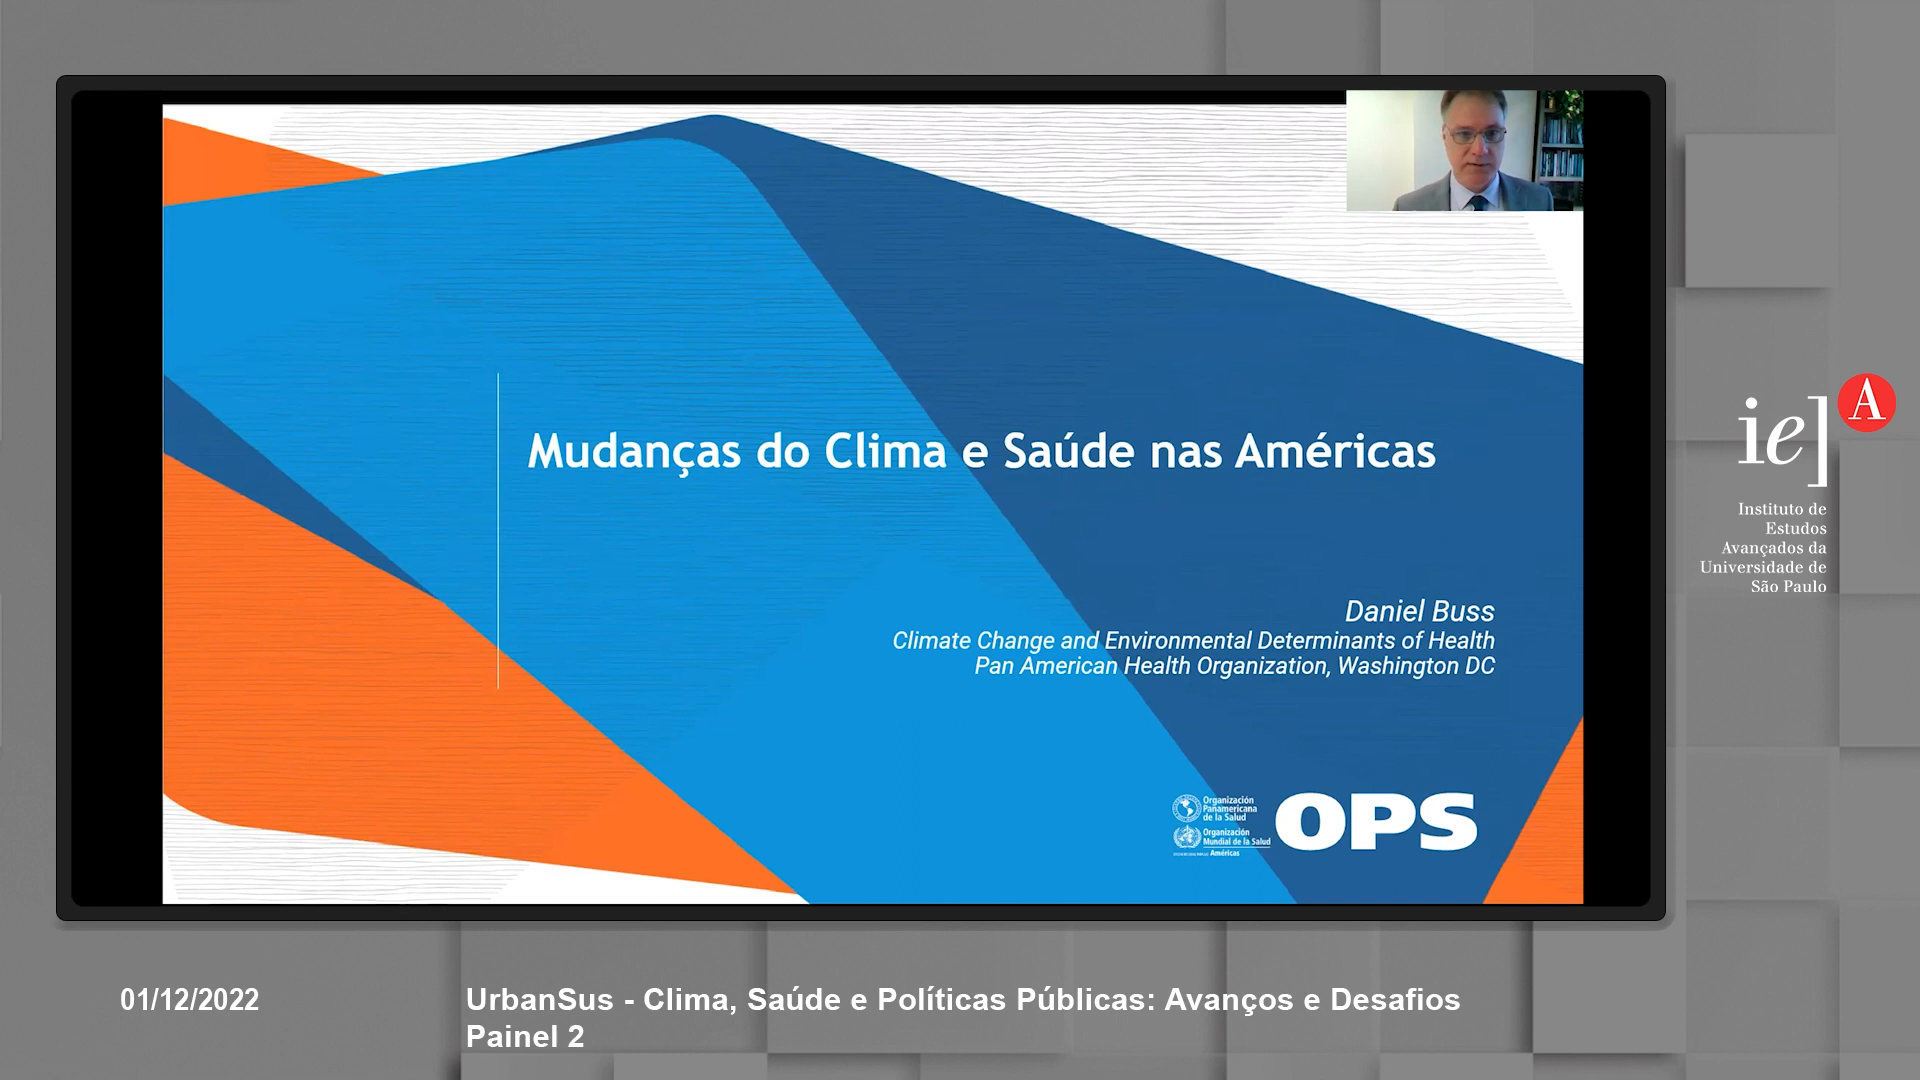 Mudanças do Clima e Saúde nas Américas
Daniel Buss
Climate Change and Environmental Determinants of Health
Pan American Health Organization, Washington DC
Organización
Panamericana
de la Salud
Organización
Mundial de la Salud
Américas
OPS
ie] A
Instituto de
Estudos
Avançados da
Universidade de
São Paulo
01/12/2022
UrbanSus - Clima, Saúde e Políticas Públicas: Avanços e Desafios
Painel 2